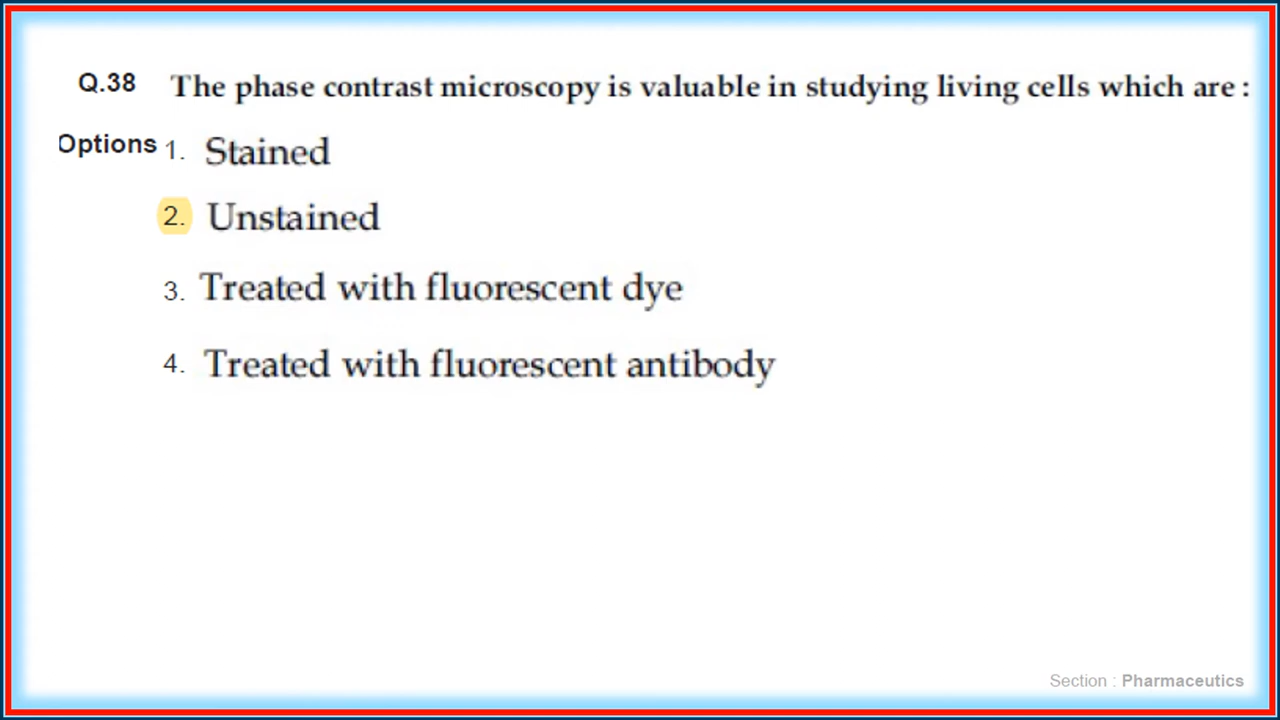 Q.38 The phase contrast microscopy is valuable in studying living cells which are :
Options 1. Stained
2. Unstained
3. Treated with fluorescent dye
4. Treated with fluorescent antibody
Section : Pharmaceutics